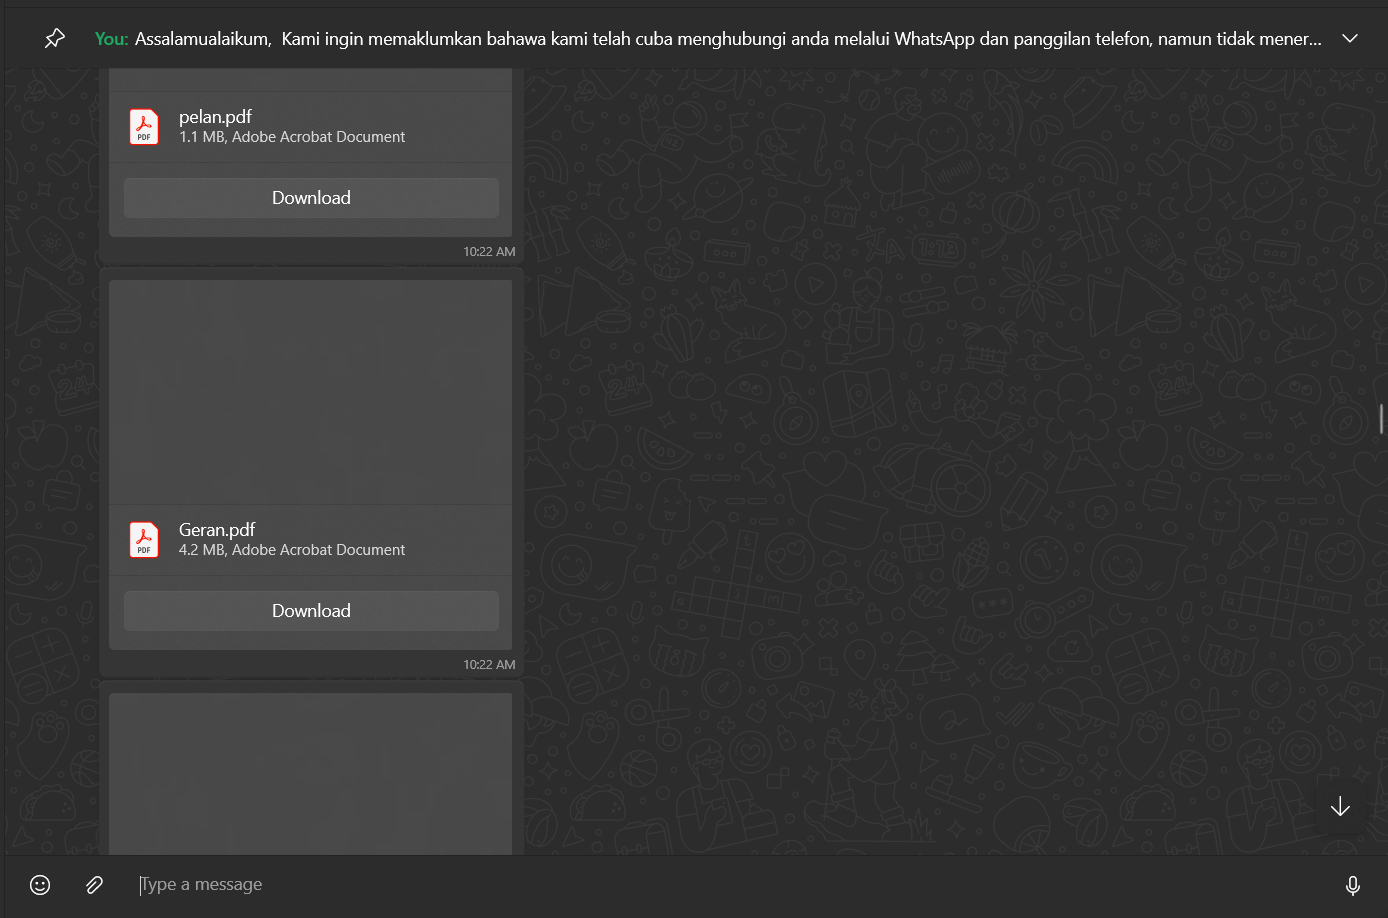 You: Assalamualaikum,  Kami ingin memaklumkan bahawa kami telah cuba menghubungi anda melalui WhatsApp dan panggilan telefon, namun tidak mener...
pelan.pdf
PDF
1.1 MB, Adobe Acrobat Document
Download
10:22 AM
Geran.pdf
PDF
4.2 MB, Adobe Acrobat Document
Download
10:22 AM
Type a message